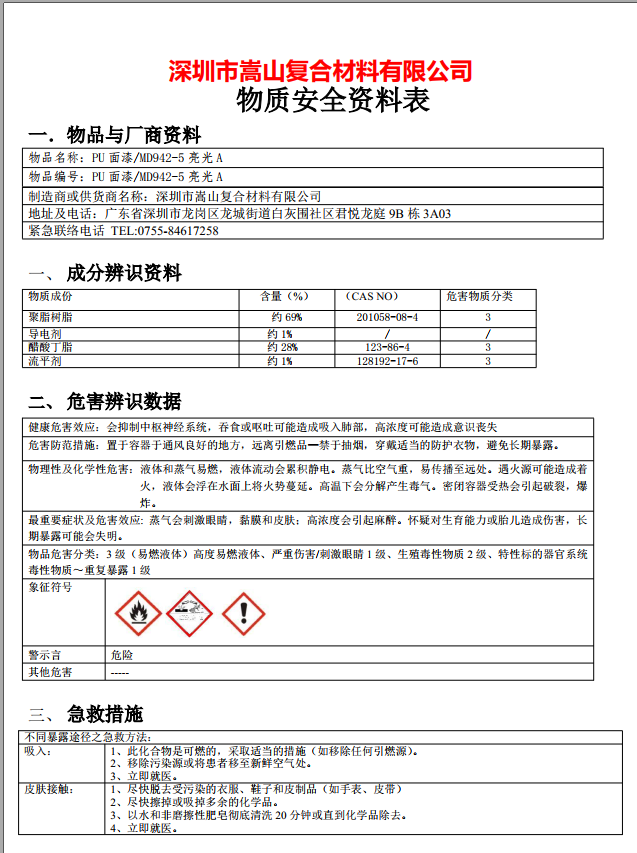 深圳市嵩山复合材料有限公司
物质安全资料表
一．物品与厂商资料
物品名称：PU 面漆/MD942-5 亮光 A
物品编号：PU 面漆/MD942-5 亮光 A
制造商或供货商名称：深圳市嵩山复合材料有限公司
地址及电话：广东省深圳市龙岗区龙城街道白灰围社区君悦龙庭 9B 栋 3A03
紧急联络电话 TEL:0755-84617258
一、 成分辨识资料
物质成份 含量（%） （CAS NO） 危害物质分类
聚脂树脂 约 69% 201058-08-4 3
导电剂 约 1% / /
醋酸丁脂 约 28% 123-86-4 3
流平剂 约 1% 128192-17-6 3
二、 危害辨识数据
健康危害效应：会抑制中枢神经系统，吞食或呕吐可能造成吸入肺部，高浓度可能造成意识丧失
危害防范措施：置于容器于通风良好的地方，远离引燃品一禁于抽烟，穿戴适当的防护衣物，避免长期暴露。
物理性及化学性危害：液体和蒸气易燃，液体流动会累积静电。蒸气比空气重，易传播至远处。遇火源可能造成着
火，液体会浮在水面上将火势蔓延。高温下会分解产生毒气。密闭容器受热会引起破裂，爆
炸。
最重要症状及危害效应: 蒸气会刺激眼睛，黏膜和皮肤；高浓度会引起麻醉。怀疑对生育能力或胎儿造成伤害，长
期暴露可能会失明。
物品危害分类：3 级（易燃液体）高度易燃液体、严重伤害/刺激眼睛 1 级、生殖毒性物质 2 级、特性标的器官系统
毒性物质～重复暴露 1 级
象征符号
警示言 危险
其他危害 -----
三、 急救措施
不同暴露途径之急救方法：
吸入： 1、此化合物是可燃的，采取适当的措施（如移除任何引燃源）。
2、移除污染源或将患者移至新鲜空气处。
3、立即就医。
皮肤接触： 1、尽快脱去受污染的衣服、鞋子和皮制品（如手表、皮带）
2、尽快擦掉或吸掉多余的化学品。
3、以水和非磨擦性肥皂彻底清洗 20 分钟或直到化学品除去。
4、立即就医。